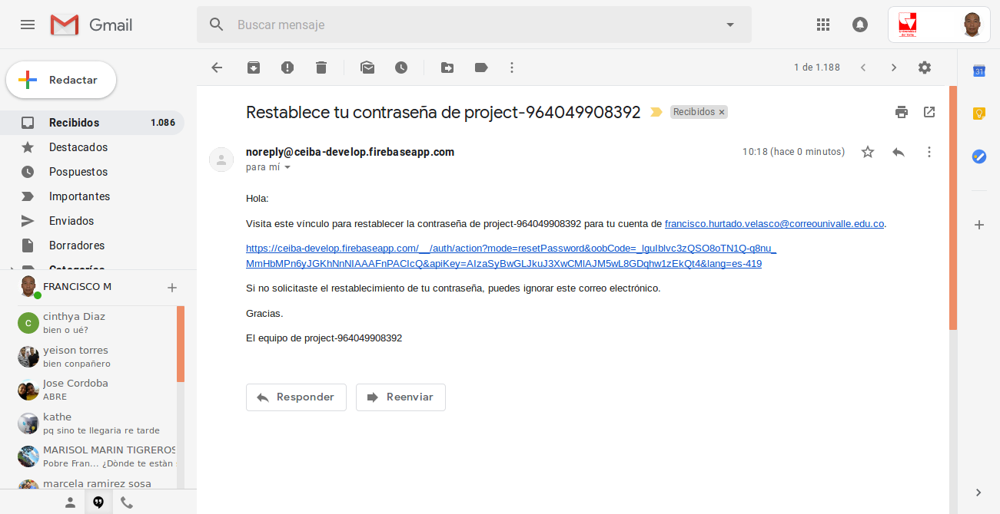 Gmail
Buscar mensaje
Redactar
1 de 1.188
31
Recibidos 1.086
Destacados
Pospuestos
Importantes
Enviados
Borradores
Categorías
FRANCISCO M
C
cinthya Diaz
bien o ué?
yeison torres
bien conpañero
Jose Cordoba
ABRE
kathe
pq sino te llegaria re tarde
MARISOL MARIN TIGREROS
Pobre Fran... ¿Dònde te estàn
marcela ramirez sosa
Restablece tu contraseña de project-964049908392
Recibidos ×
noreply@ceiba-develop.firebaseapp.com
10:18 (hace 0 minutos)
para mí
Hola:
Visita este vínculo para restablecer la contraseña de project-964049908392 para tu cuenta de francisco.hurtado.velasco@correounivalle.edu.co.
https://ceiba-develop.firebaseapp.com/__/auth/action?mode=resetPassword&oobCode=_lguIblvc3zQSO8oTN1Q-q8nu_
MmHbMPn6yJGKhNnNIAAAFnPACIcQ&apiKey=AIzaSyBwGLJkuJ3XwCMlAJM5wL8GDqhw1zEkQt4&lang=es-419
Si no solicitaste el restablecimiento de tu contraseña, puedes ignorar este correo electrónico.
Gracias.
El equipo de project-964049908392
Responder
Reenviar